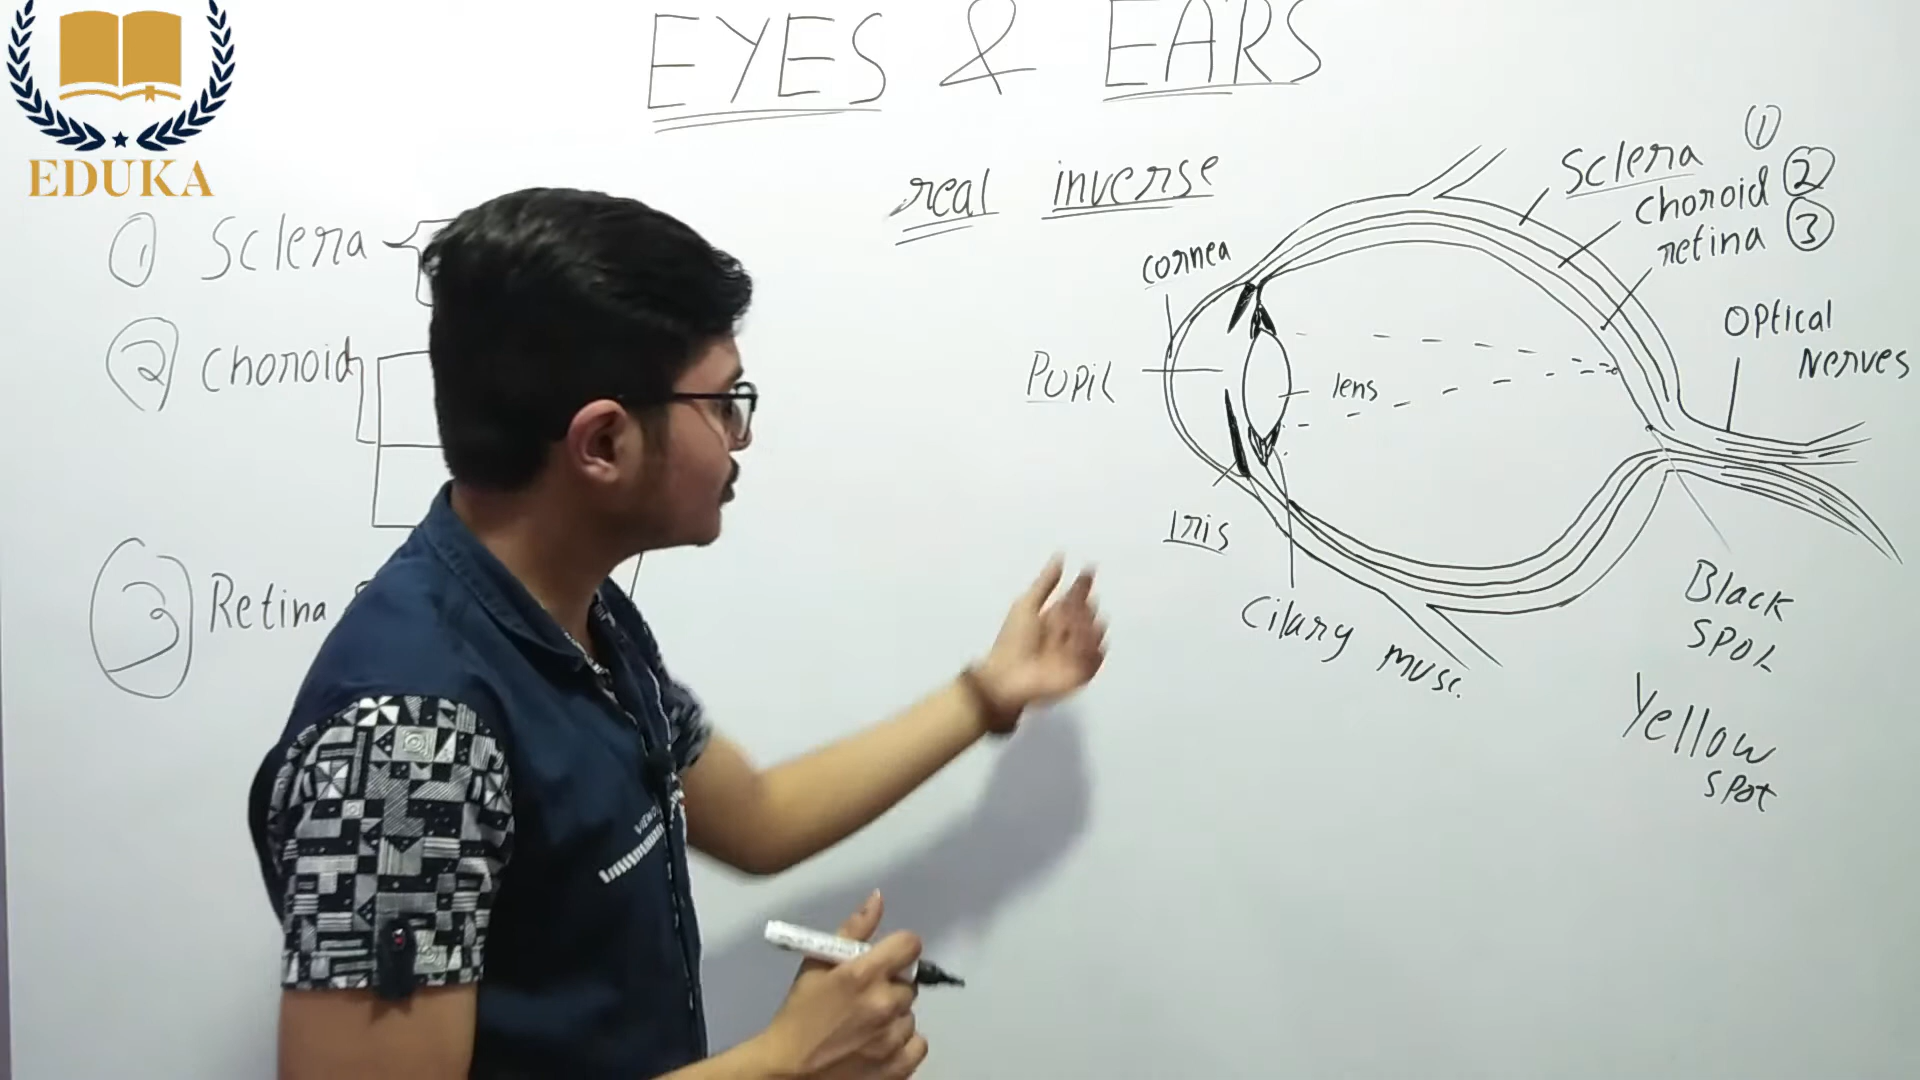 EDUKA
EYES & EARS
real inverse
① Sclera
② Choroid
③ Retina
Sclera ①
Choroid ②
retina ③
Cornea
Optical
Nerves
Pupil
lens
Iris
Cilary musc.
Black
Spot
Yellow
Spot